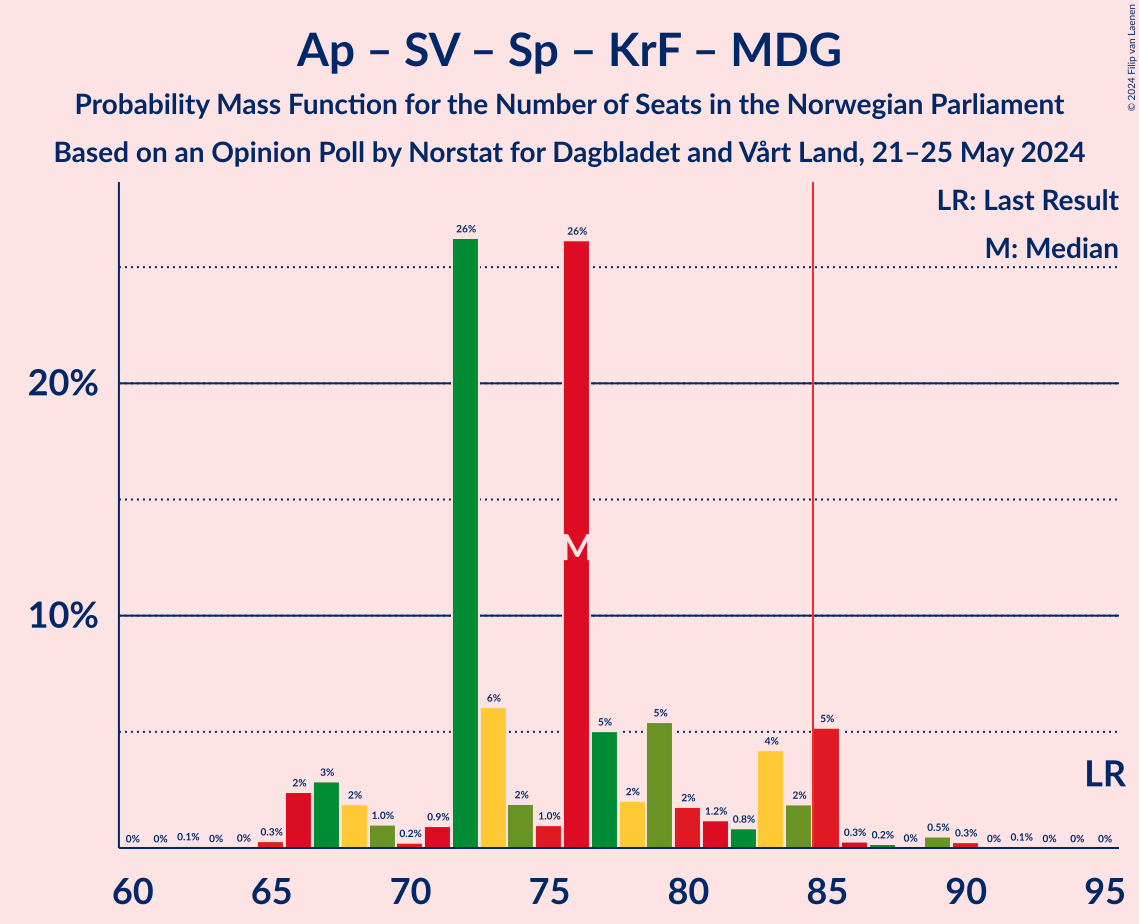 Ap – SV – Sp – KrF – MDG
Probability Mass Function for the Number of Seats in the Norwegian Parliament
Based on an Opinion Poll by Norstat for Dagbladet and Vårt Land, 21–25 May 2024
© 2024 Filip van Laenen
LR: Last Result
M: Median
20%
10%
0% 0% 0.1% 0% 0% 0.3% 2% 3% 2% 1.0% 0.2% 0.9% 26% 6% 2% 1.0% 26% 5% 2% 5% 2% 1.2% 0.8% 4% 2% 5% 0.3% 0.2% 0% 0.5% 0.3% 0% 0.1% 0% 0% 0%
M
LR
60 65 70 75 80 85 90 95